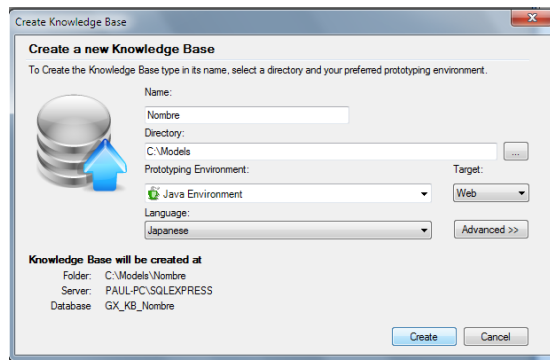 Create Knowledge Base
Create a new Knowledge Base
To Create the Knowledge Base type in its name, select a directory and your preferred prototyping environment.
Name:
Nombre
Directory:
C:\Models
...
Prototyping Environment:
Target:
Java Environment
Web
Language:
Japanese
Advanced >>
Knowledge Base will be created at
Folder: C:\Models\Nombre
Server: PAUL-PC\SQLEXPRESS
Database GX_KB_Nombre
Create
Cancel